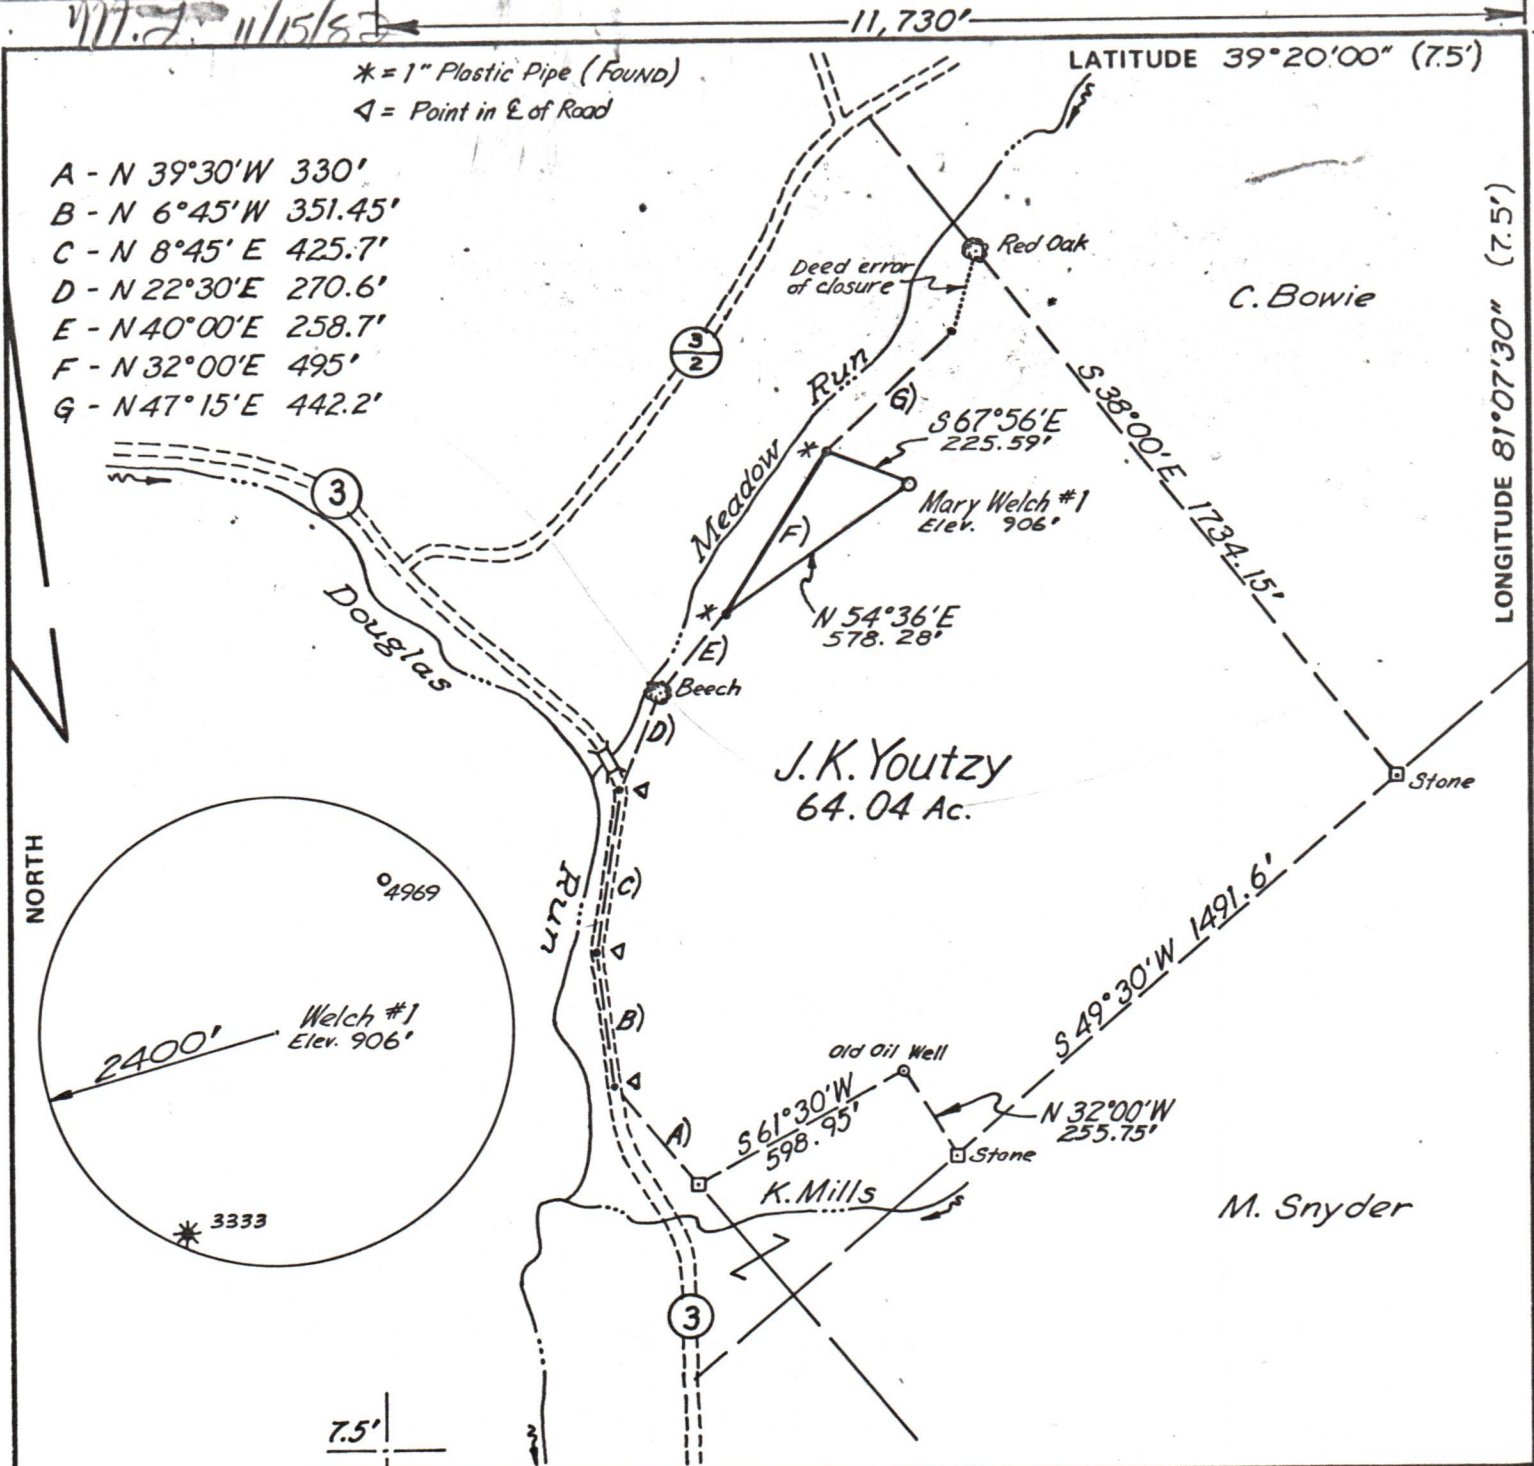 11/15/82
11,730'
LATITUDE 39°20'00" (7.5')
* = 1" Plastic Pipe (FOUND)
◁ = Point in ℄ of Road
A - N 39°30'W 330'
B - N 6°45'W 351.45'
C - N 8°45'E 425.7'
D - N 22°30'E 270.6'
E - N 40°00'E 258.7'
F - N 32°00'E 495'
G - N 47°15'E 442.2'
LONGITUDE 81°07'30" (7.5')
Red Oak
Deed error
of closure
C. Bowie
3
2
Meadow Run
G)
S 67°56'E
225.59'
S 38°00'E 1734.15'
3
*
Mary Welch #1
Elev. 906'
F)
Douglas
*
N 54°36'E
578.28'
E)
Beech
D)
J.K. Youtzy
64.04 Ac.
Stone
NORTH
4969
C)
Run
S 49°30'W 1491.6'
Welch #1
Elev. 906'
2400'
B)
Old Oil Well
S 61°30'W
598.95'
N 32°00'W
255.75'
A)
Stone
K. Mills
M. Snyder
3333
3
7.5'